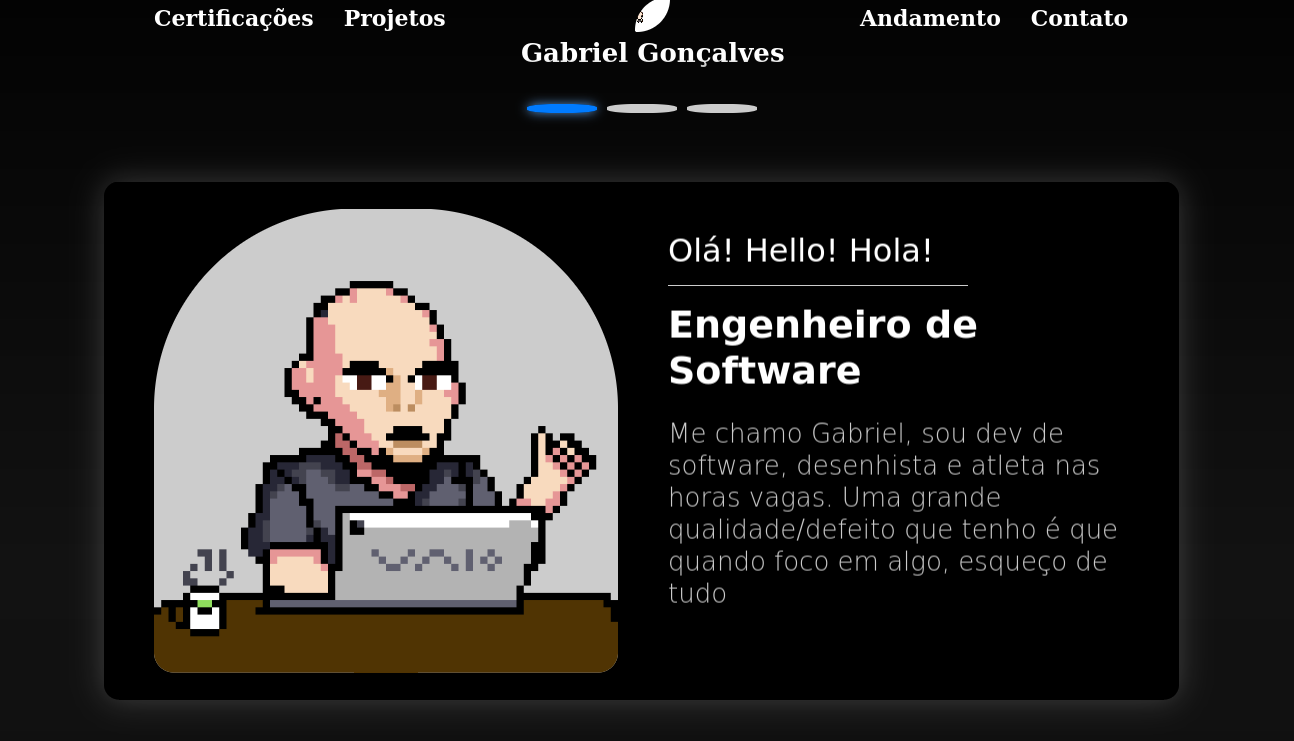 Certificações Projetos Andamento Contato
Gabriel Gonçalves
Olá! Hello! Hola!
Engenheiro de
Software
Me chamo Gabriel, sou dev de
software, desenhista e atleta nas
horas vagas. Uma grande
qualidade/defeito que tenho é que
quando foco em algo, esqueço de
tudo
VAIO